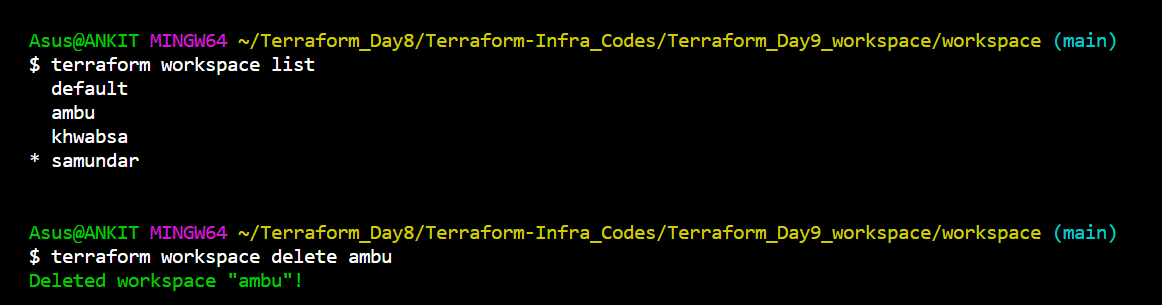 Asus@ANKIT MINGW64 ~/Terraform_Day8/Terraform-Infra_Codes/Terraform_Day9_workspace/workspace (main)
$ terraform workspace list
  default
  ambu
  khwabsa
* samundar
Asus@ANKIT MINGW64 ~/Terraform_Day8/Terraform-Infra_Codes/Terraform_Day9_workspace/workspace (main)
$ terraform workspace delete ambu
Deleted workspace "ambu"!